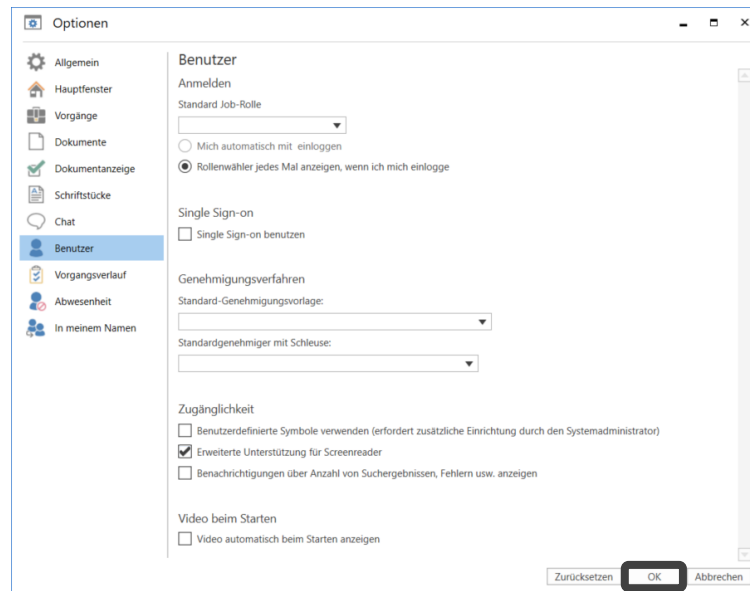 Optionen
Allgemein
Hauptfenster
Vorgänge
Dokumente
Dokumentanzeige
Schriftstücke
Chat
Benutzer
Vorgangsverlauf
Abwesenheit
In meinem Namen
Benutzer
Anmelden
Standard Job-Rolle
Mich automatisch mit einloggen
Rollenwähler jedes Mal anzeigen, wenn ich mich einlogge
Single Sign-on
Single Sign-on benutzen
Genehmigungsverfahren
Standard-Genehmigungsvorlage:
Standardgenehmiger mit Schleuse:
Zugänglichkeit
Benutzerdefinierte Symbole verwenden (erfordert zusätzliche Einrichtung durch den Systemadministrator)
Erweiterte Unterstützung für Screenreader
Benachrichtigungen über Anzahl von Suchergebnissen, Fehlern usw. anzeigen
Video beim Starten
Video automatisch beim Starten anzeigen
Zurücksetzen OK Abbrechen